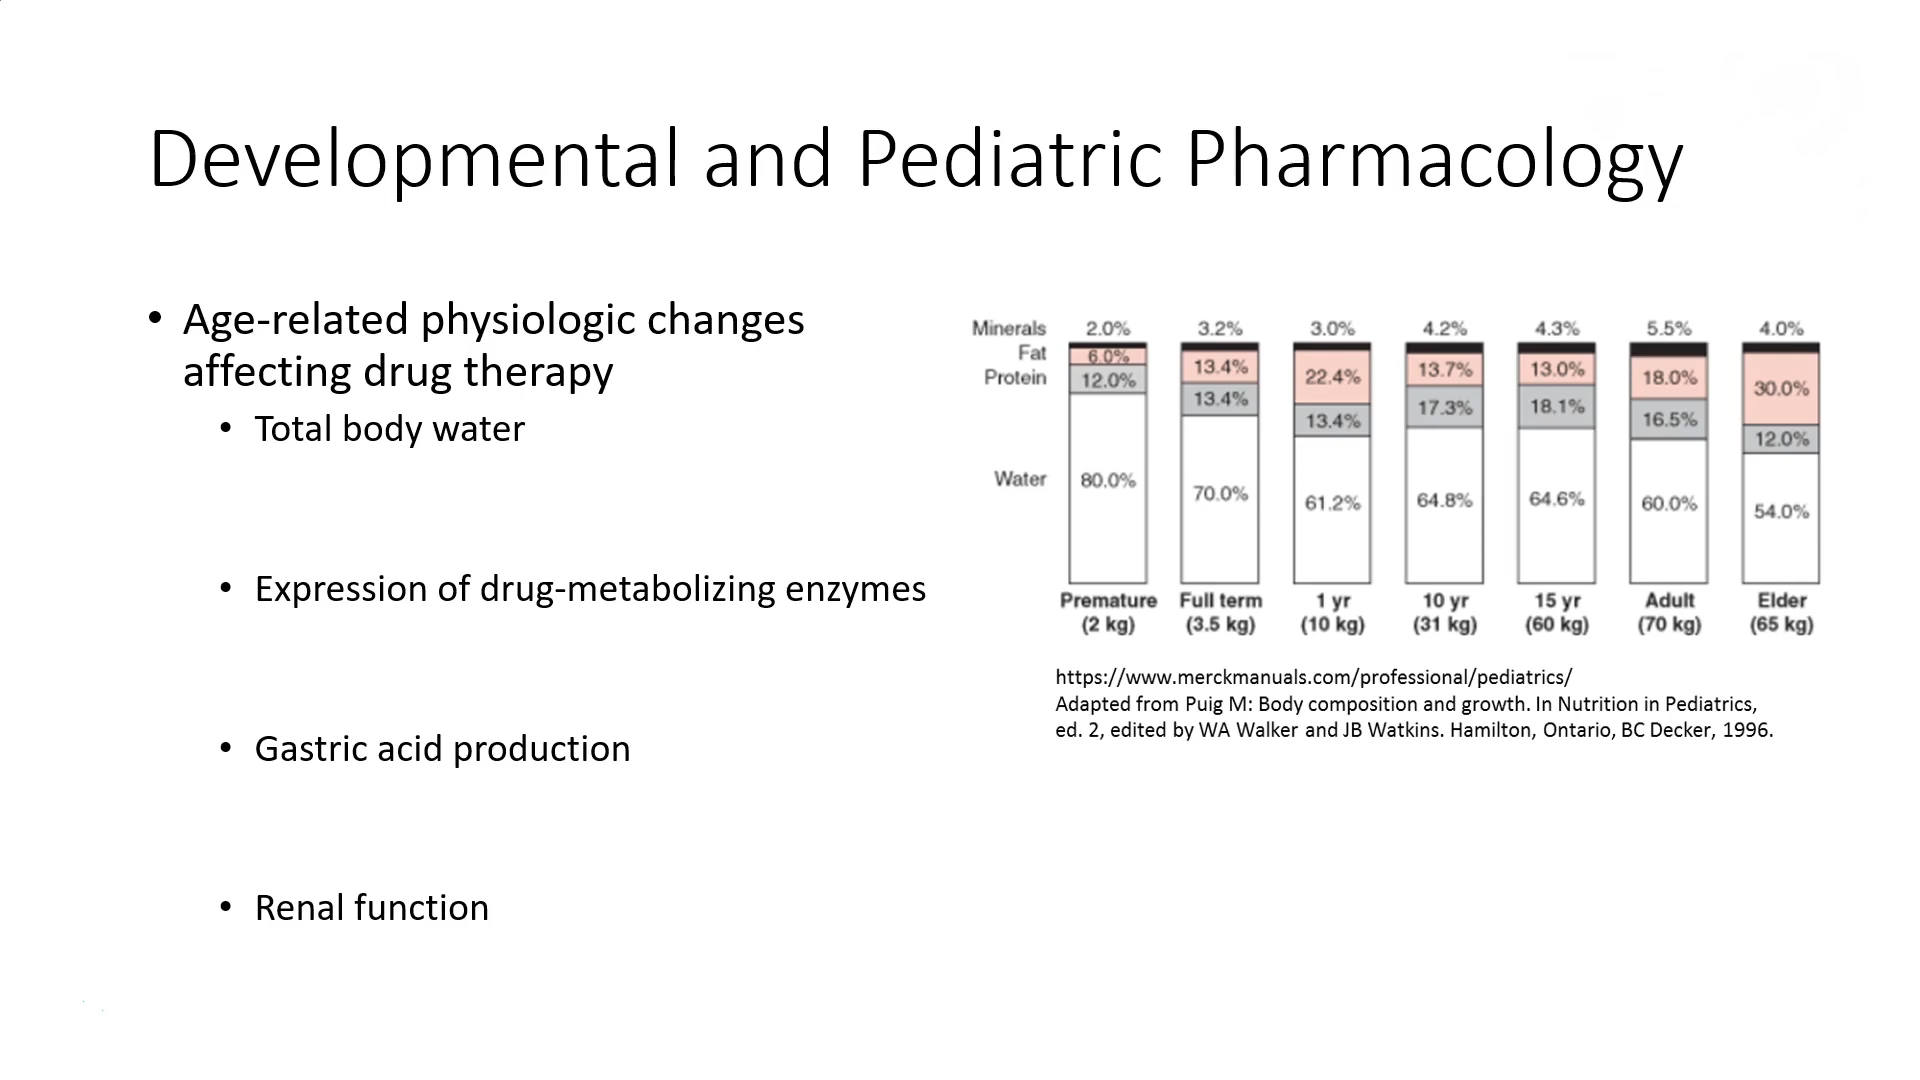 Developmental and Pediatric Pharmacology
• Age-related physiologic changes
affecting drug therapy
• Total body water
• Expression of drug-metabolizing enzymes
• Gastric acid production
• Renal function
Minerals 2.0% 3.2% 3.0% 4.2% 4.3% 5.5% 4.0%
Fat 6.0% 13.4% 22.4% 13.7% 13.0% 18.0% 30.0%
Protein 12.0% 13.4% 13.4% 17.3% 18.1% 16.5% 12.0%
Water 80.0% 70.0% 61.2% 64.8% 64.6% 60.0% 54.0%
Premature Full term 1 yr 10 yr 15 yr Adult Elder
(2 kg) (3.5 kg) (10 kg) (31 kg) (60 kg) (70 kg) (65 kg)
https://www.merckmanuals.com/professional/pediatrics/
Adapted from Puig M: Body composition and growth. In Nutrition in Pediatrics,
ed. 2, edited by WA Walker and JB Watkins. Hamilton, Ontario, BC Decker, 1996.